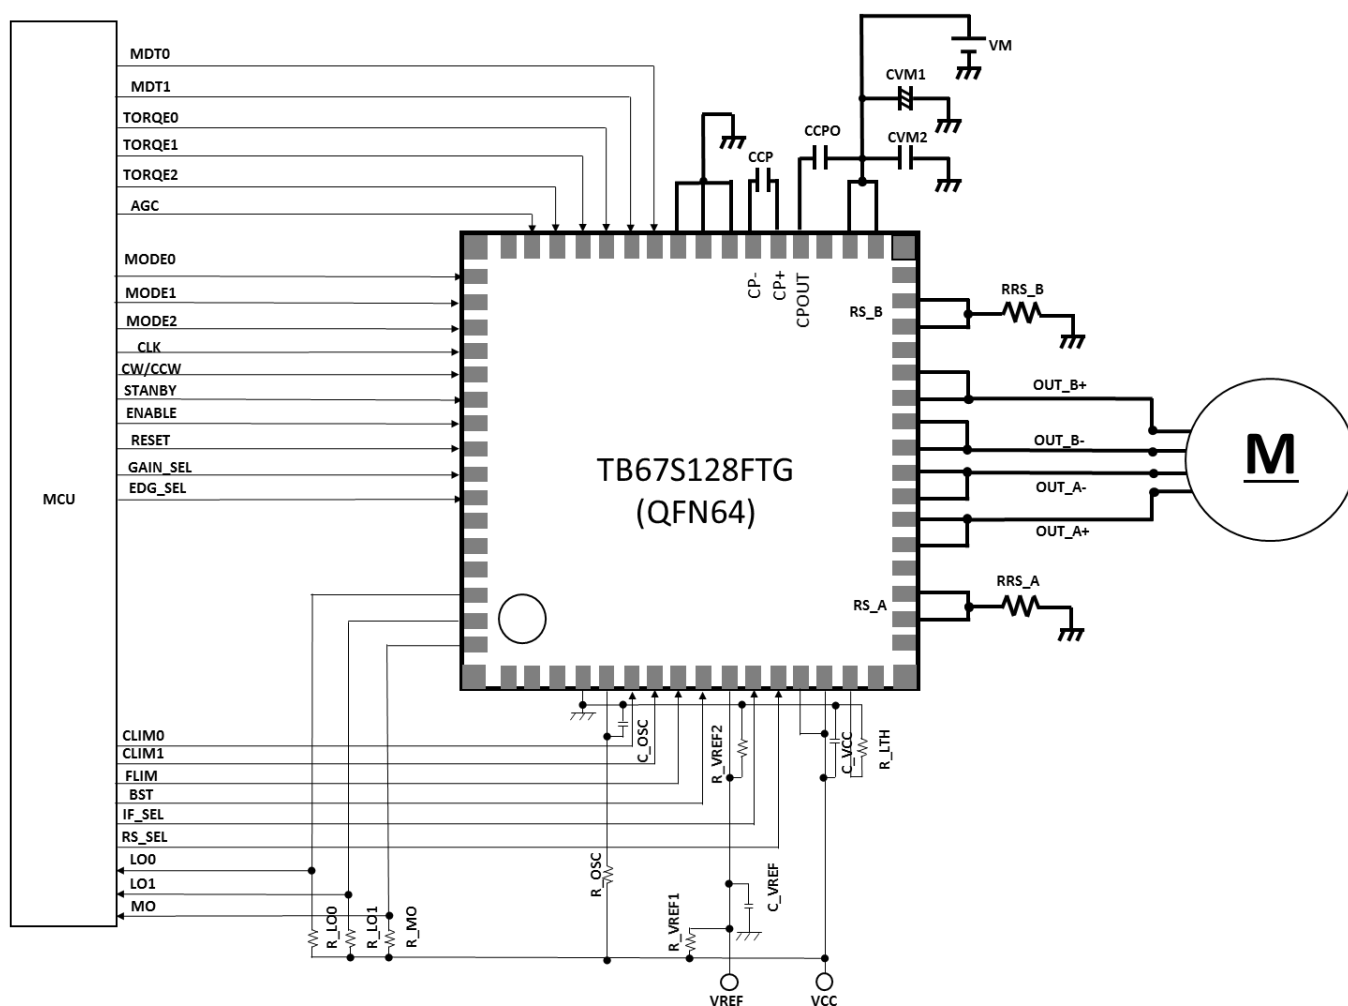 MDT0
MDT1
TORQE0
TORQE1
TORQE2
AGC
MODE0
MODE1
MODE2
CLK
CW/CCW
STANBY
ENABLE
RESET
GAIN_SEL
EDG_SEL
MCU
VM
CVM1
CCPO
CVM2
CCP
CP-
CP+
CPOUT
RS_B
RRS_B
OUT_B+
OUT_B-
OUT_A-
OUT_A+
M
TB67S128FTG
(QFN64)
RS_A
RRS_A
CLIM0
CLIM1
FLIM
BST
IF_SEL
RS_SEL
LO0
LO1
MO
C_OSC
R_VREF2
C_VCC
R_LTH
R_OSC
C_VREF
R_LO0
R_LO1
R_MO
R_VREF1
VREF
VCC